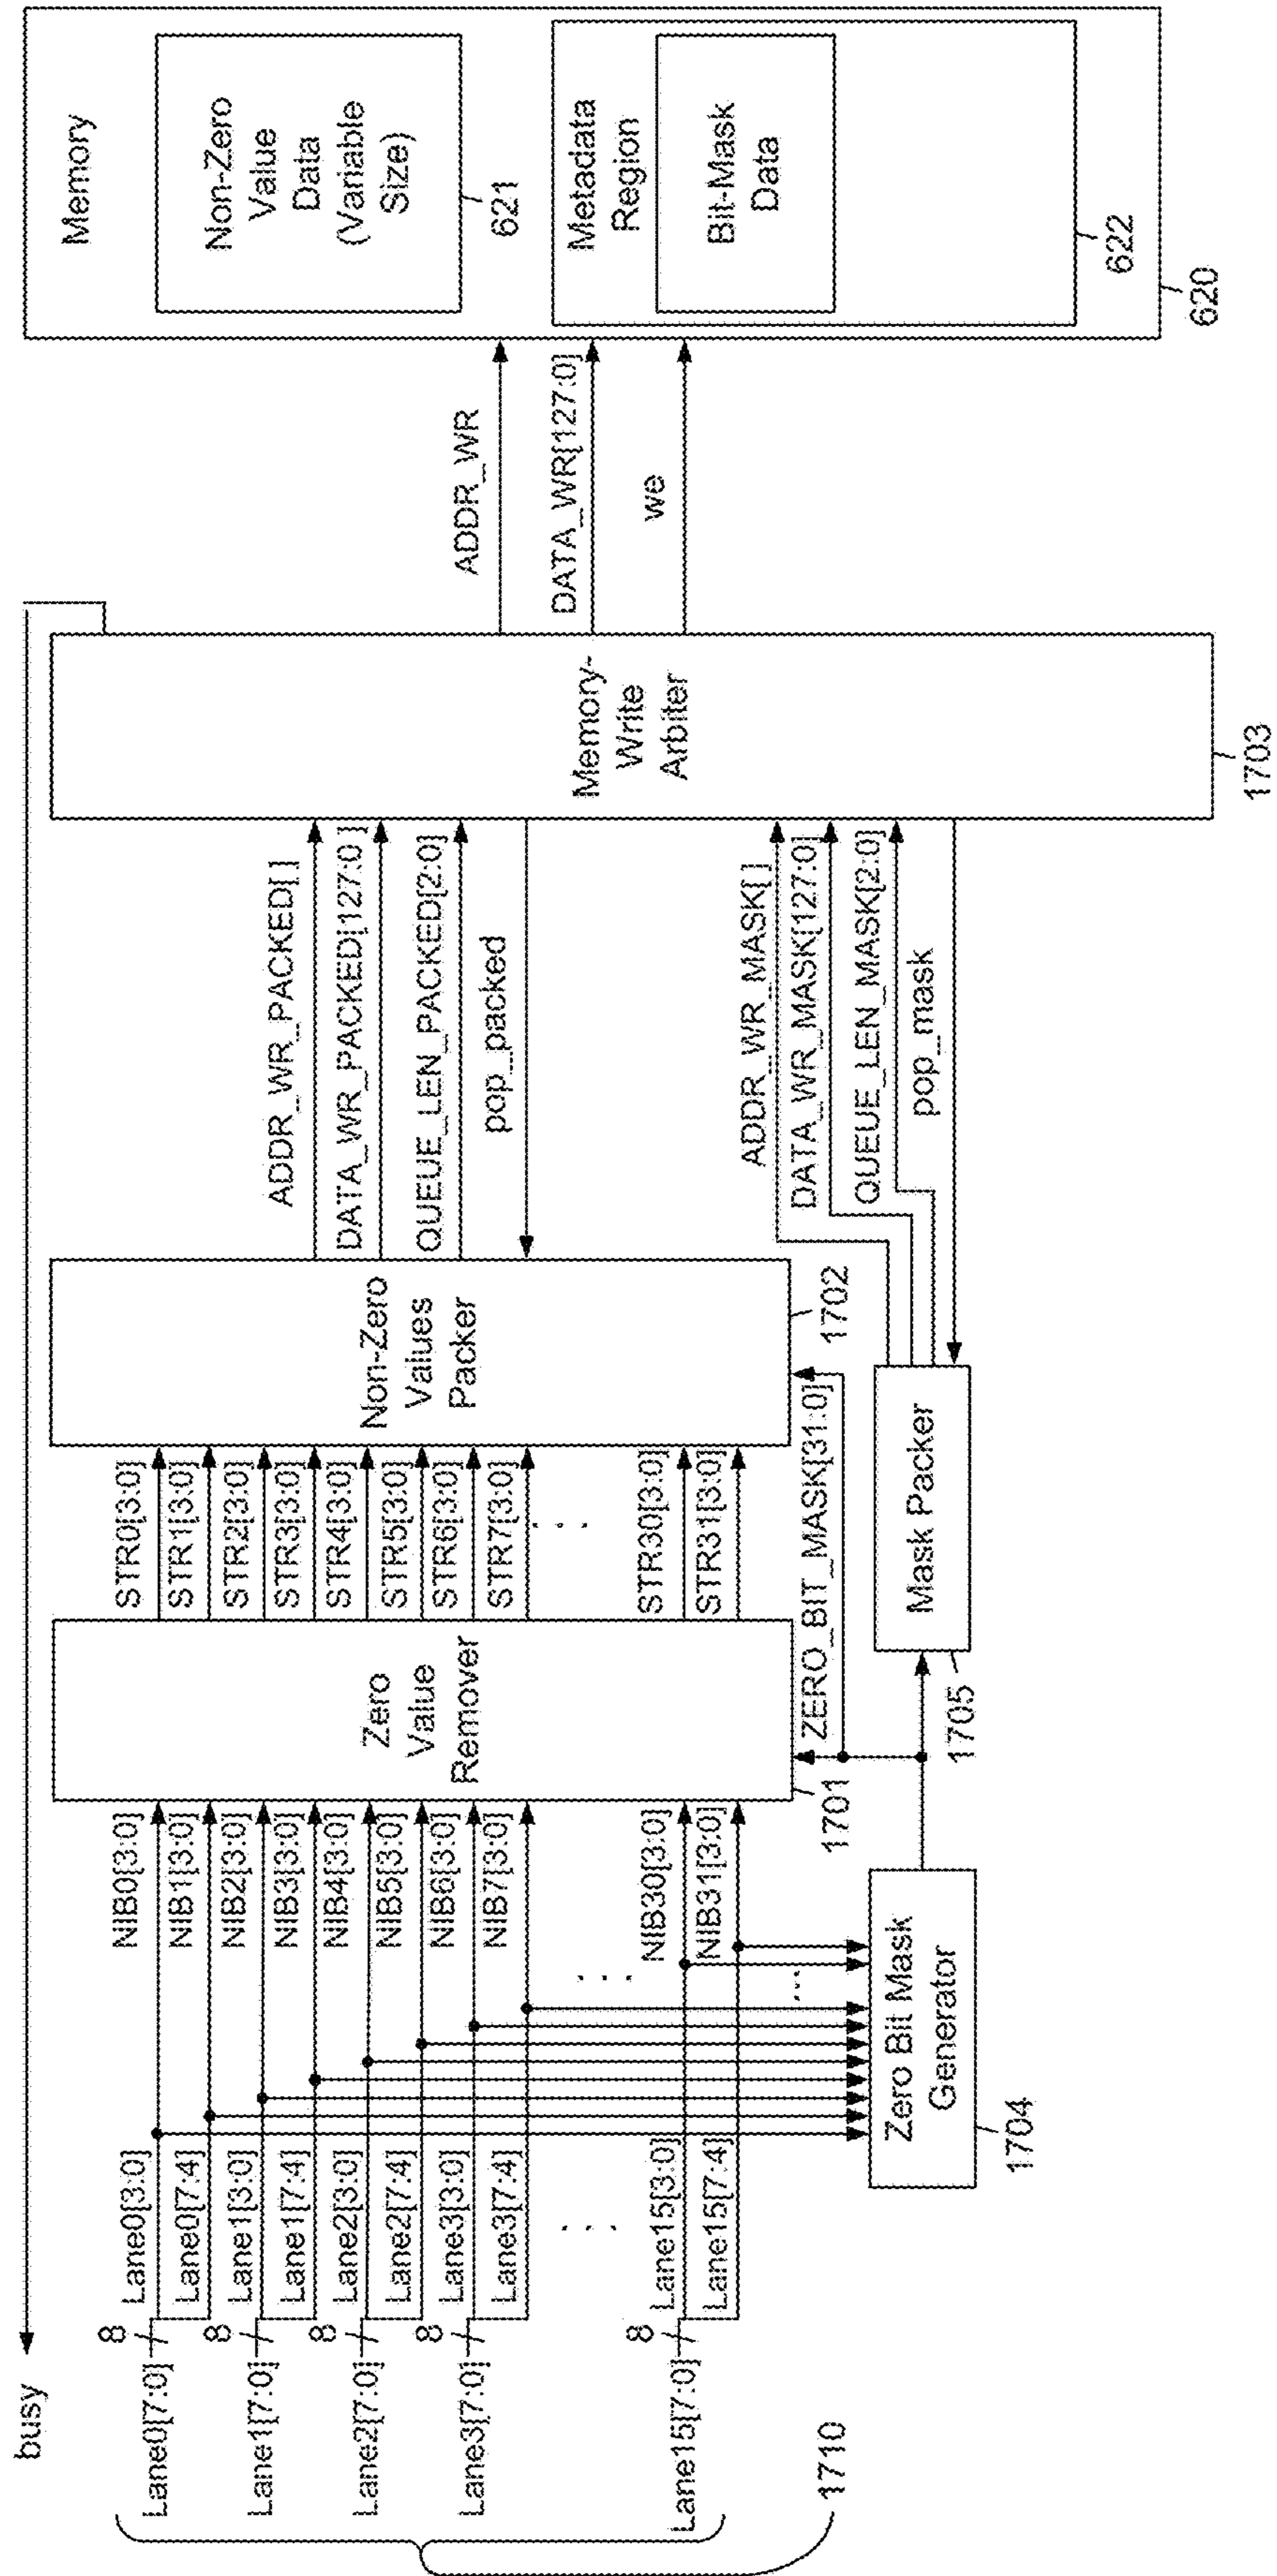 busy
Lane0[7:0]
Lane1[7:0]
Lane2[7:0]
Lane3[7:0]
Lane15[7:0]
1710
8
8
8
8
8
Lane0[3:0]
Lane0[7:4]
Lane1[3:0]
Lane1[7:4]
Lane2[3:0]
Lane2[7:4]
Lane3[3:0]
Lane3[7:4]
. . .
Lane15[3:0]
Lane15[7:4]
NIB0[3:0]
NIB1[3:0]
NIB2[3:0]
NIB3[3:0]
NIB4[3:0]
NIB5[3:0]
NIB6[3:0]
NIB7[3:0]
. . .
NIB30[3:0]
NIB31[3:0]
...
Zero Bit Mask
Generator
1704
Zero
Value
Remover
1701
ZERO_BIT_MASK[31:0]
STR0[3:0]
STR1[3:0]
STR2[3:0]
STR3[3:0]
STR4[3:0]
STR5[3:0]
STR6[3:0]
STR7[3:0]
. . .
STR30[3:0]
STR31[3:0]
Mask Packer
1705
Non-Zero
Values
Packer
1702
ADDR_WR_PACKED[ ]
DATA_WR_PACKED[127:0 ]
QUEUE_LEN_PACKED[2:0]
pop_packed
ADDR_WR_MASK[ ]
DATA_WR_MASK[127:0]
QUEUE_LEN_MASK[2:0]
pop_mask
Memory-
Write
Arbiter
1703
ADDR_WR
DATA_WR[127:0]
we
Memory
Non-Zero
Value
Data
(Variable
Size)
621
Metadata
Region
Bit-Mask
Data
622
620